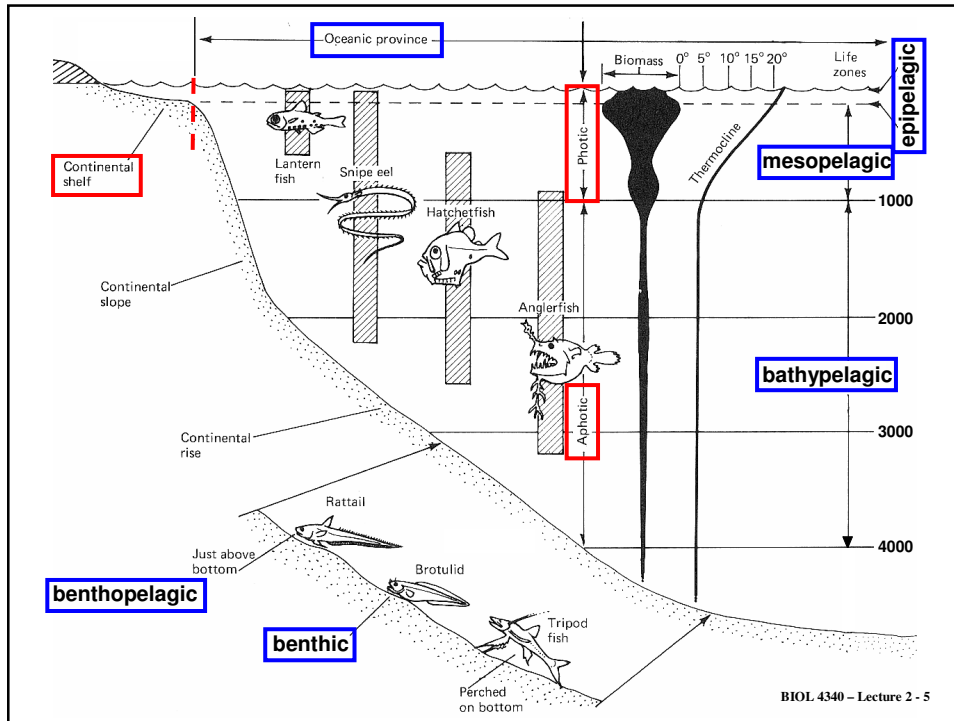 Oceanic province
Biomass
0° 5° 10° 15° 20°
Life
zones
epipelagic
Continental
shelf
Lantern
fish
Photic
Thermocline
mesopelagic
Snipe eel
1000
Hatchetfish
Continental
slope
Anglerfish
2000
bathypelagic
Aphotic
Continental
rise
3000
Rattail
Just above
bottom
4000
Brotulid
benthopelagic
benthic
Tripod
fish
Perched
on bottom
BIOL 4340 – Lecture 2 - 5